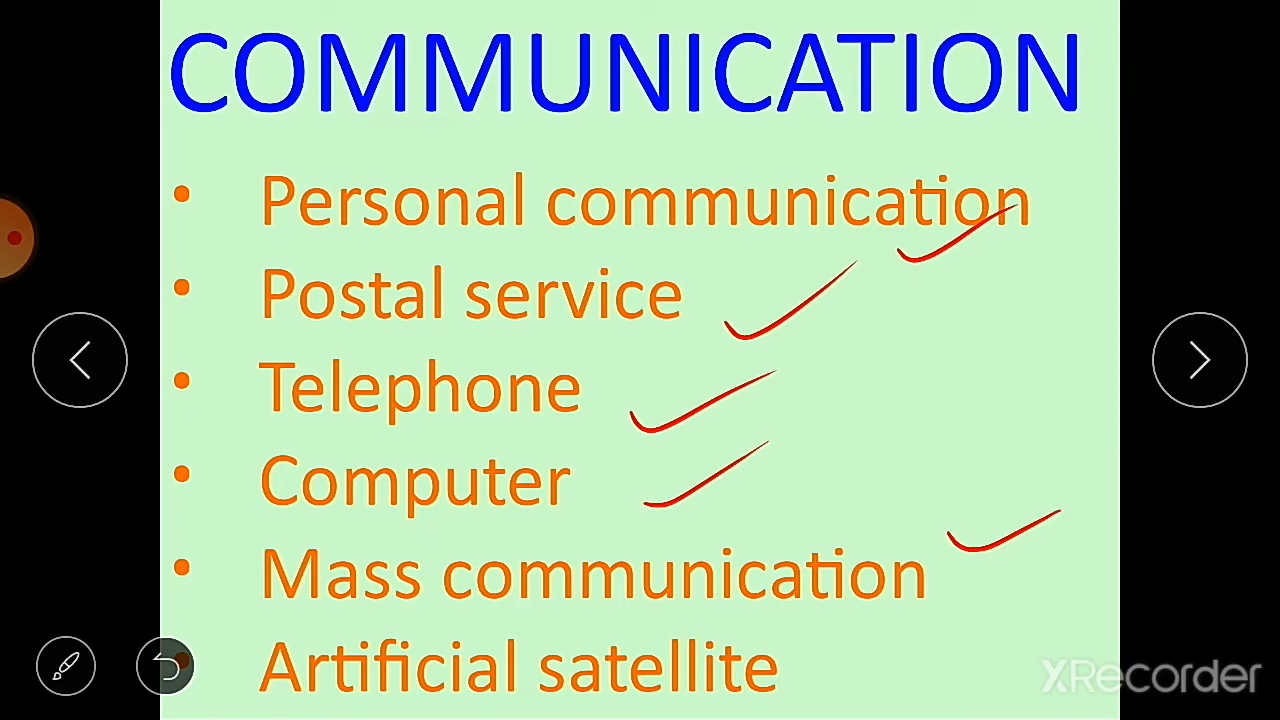 COMMUNICATION
• Personal communication
• Postal service
• Telephone
• Computer
• Mass communication
• Artificial satellite
XRecorder